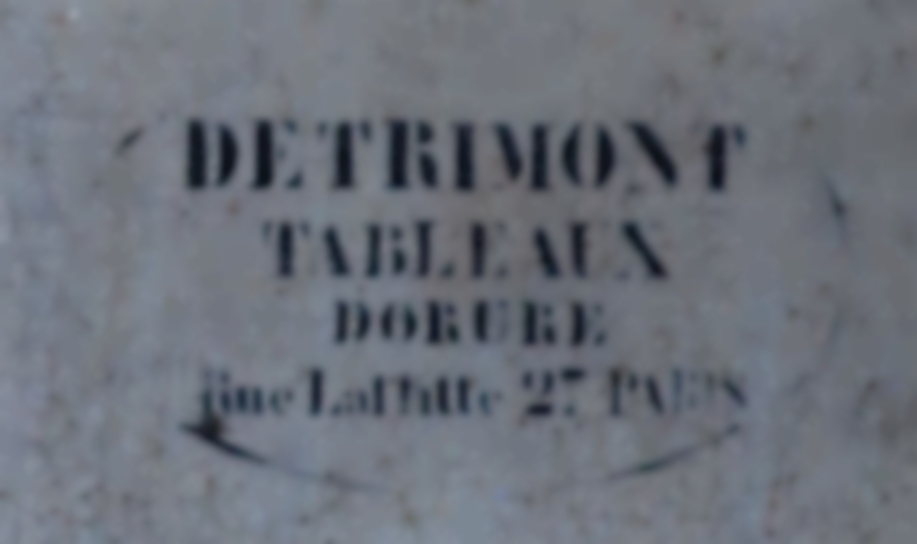 DETRIMONT
TABLEAUX
DORURE
Rue Laffitte 27 PARIS